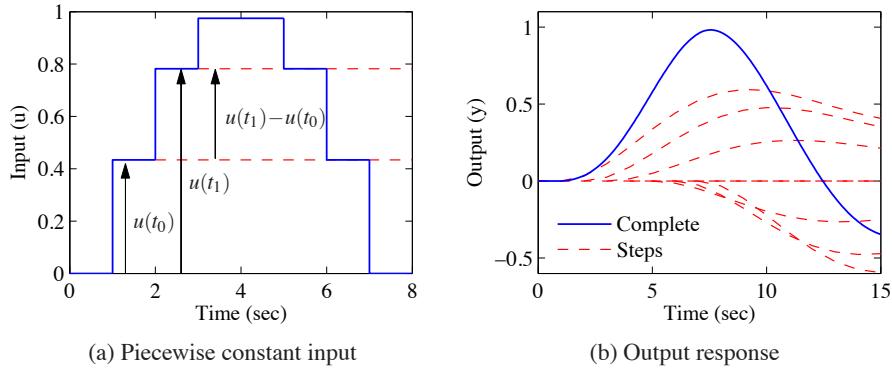 1
0.8
0.6
0.4
0.2
0
Input (u)
u(t₁)−u(t₀)
u(t₁)
u(t₀)
0 2 4 6 8
Time (sec)
(a) Piecewise constant input
1
0.5
0
−0.5
Output (y)
Complete
Steps
0 5 10 15
Time (sec)
(b) Output response